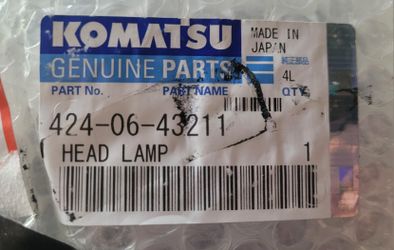 KOMATSU
MADE IN
JAPAN
GENUINE PARTS
純正部品
4L
PART No. PART NAME QTY
424-06-43211
HEAD LAMP 1